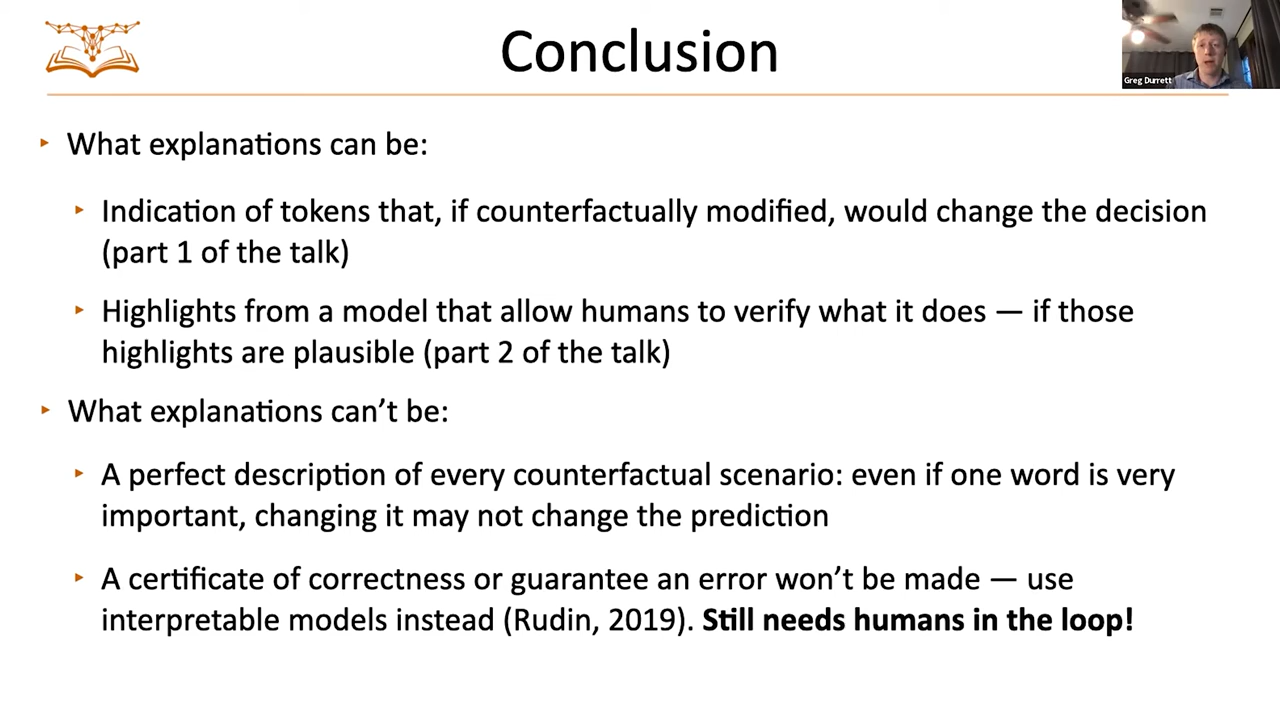 Conclusion
Greg Durrett
‣ What explanations can be:
‣ Indication of tokens that, if counterfactually modified, would change the decision
(part 1 of the talk)
‣ Highlights from a model that allow humans to verify what it does — if those
highlights are plausible (part 2 of the talk)
‣ What explanations can’t be:
‣ A perfect description of every counterfactual scenario: even if one word is very
important, changing it may not change the prediction
‣ A certificate of correctness or guarantee an error won’t be made — use
interpretable models instead (Rudin, 2019). Still needs humans in the loop!